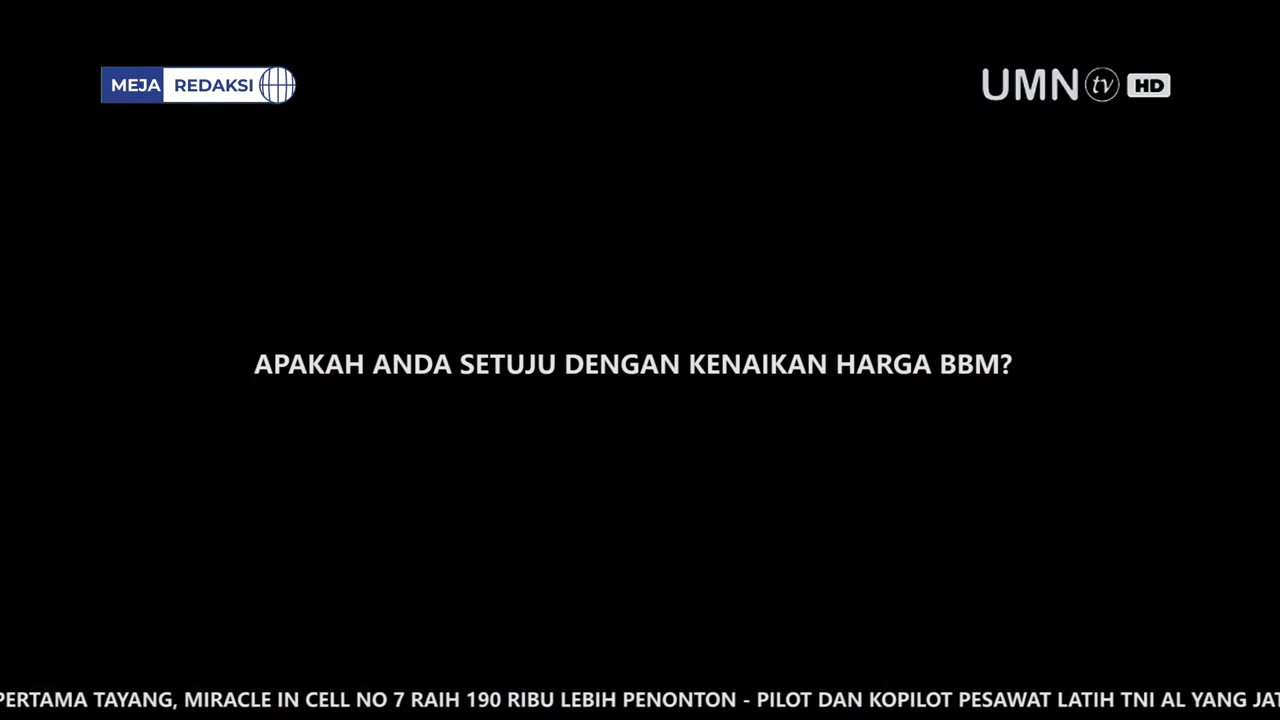 MEJA REDAKSI
UMN tv HD
APAKAH ANDA SETUJU DENGAN KENAIKAN HARGA BBM?
PERTAMA TAYANG, MIRACLE IN CELL NO 7 RAIH 190 RIBU LEBIH PENONTON - PILOT DAN KOPILOT PESAWAT LATIH TNI AL YANG